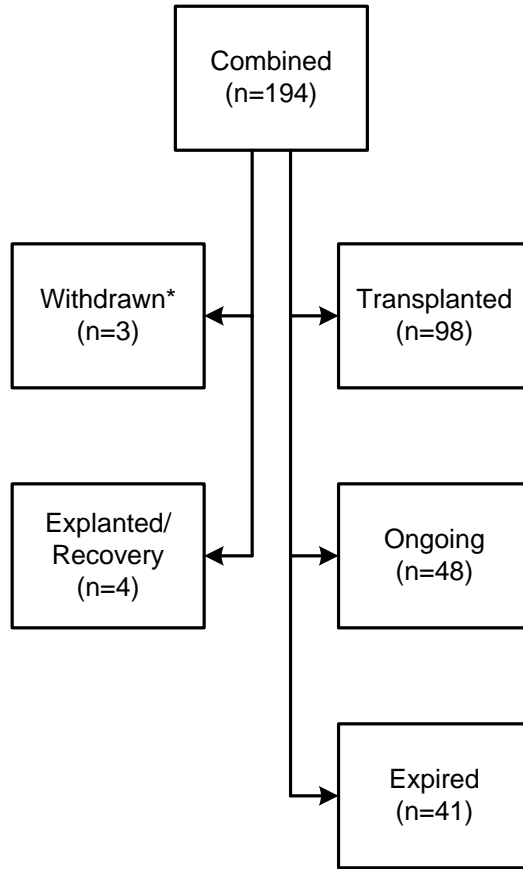 Combined
(n=194)
Withdrawn*
(n=3)
Transplanted
(n=98)
Explanted/
Recovery
(n=4)
Ongoing
(n=48)
Expired
(n=41)